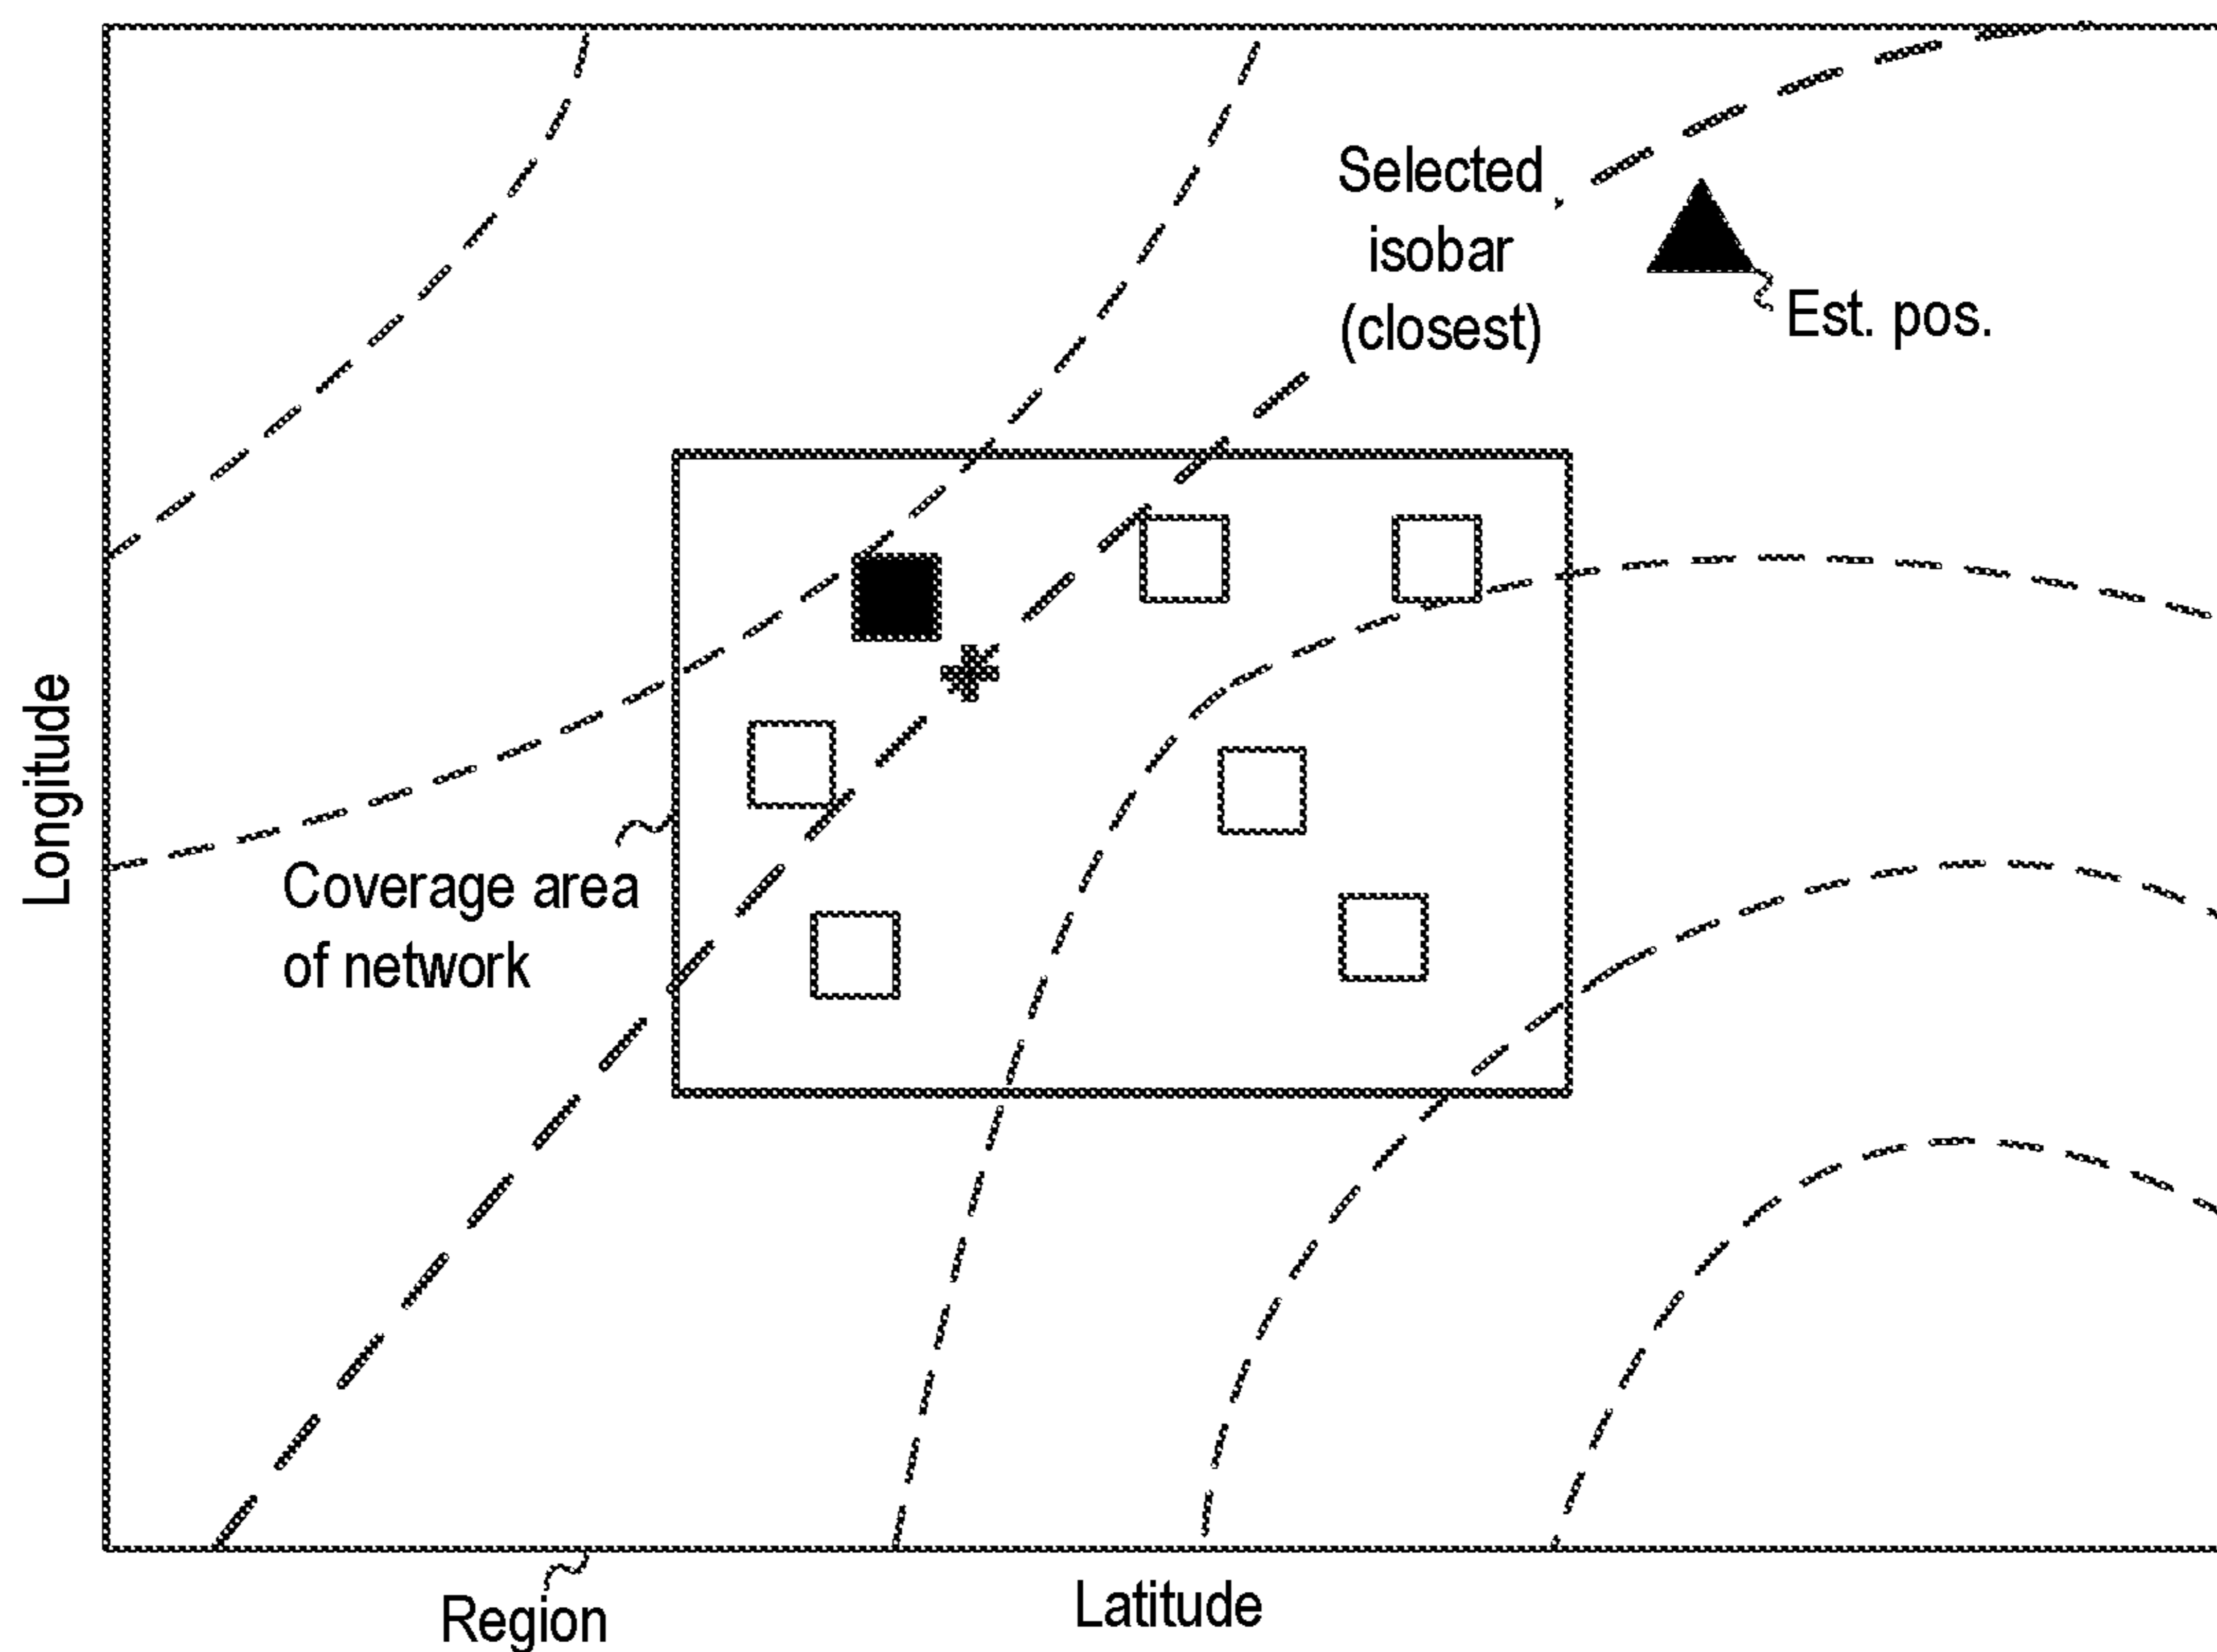 Selected
isobar
(closest)
Est. pos.
Longitude
Coverage area
of network
Region
Latitude